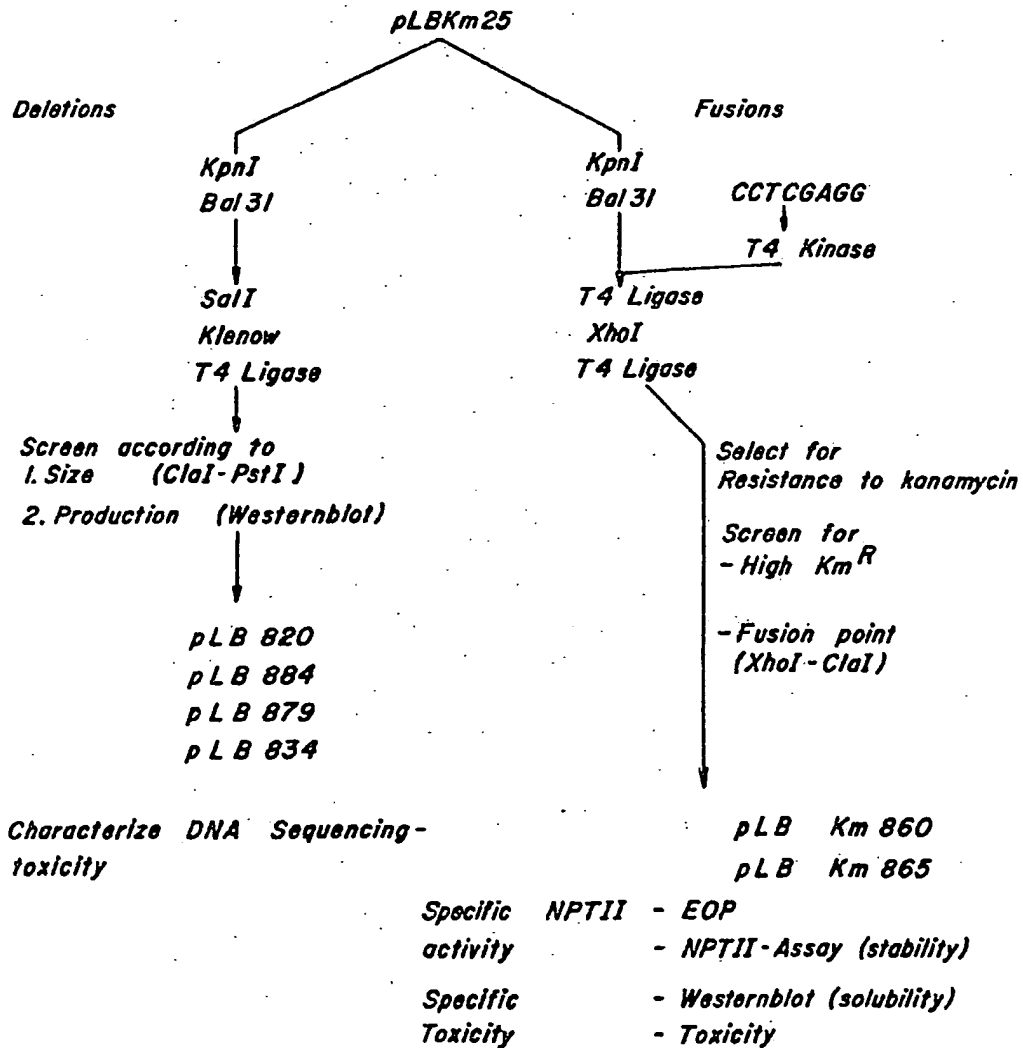 pLBKm25
Deletions
Fusions
KpnI
Bal31
SalI
Klenow
T4 Ligase
Screen according to
1. Size (ClaI-PstI)
2. Production (Westernblot)
pLB 820
pLB 884
pLB 879
pLB 834
Characterize DNA Sequencing-
toxicity
KpnI
Bal31
CCTCGAGG
T4 Kinase
T4 Ligase
XhoI
T4 Ligase
Select for
Resistance to kanamycin
Screen for
- High KmR
- Fusion point
(XhoI-ClaI)
pLB Km 860
pLB Km 865
Specific NPTII - EOP
activity - NPTII-Assay (stability)
Specific - Westernblot (solubility)
Toxicity - Toxicity